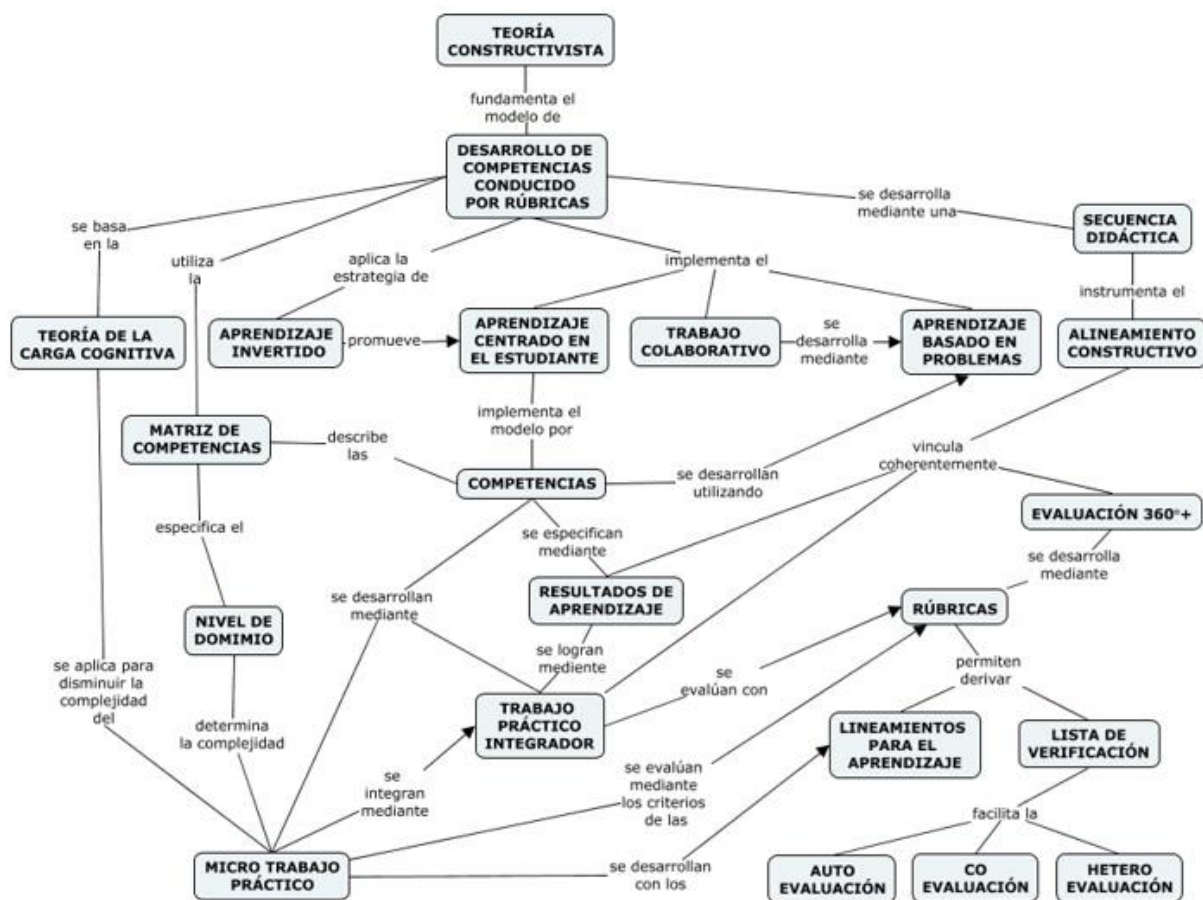 TEORÍA
CONSTRUCTIVISTA
fundamenta el
modelo de
DESARROLLO DE
COMPETENCIAS
CONDUCIDO
POR RÚBRICAS
se desarrolla
mediante una
SECUENCIA
DIDÁCTICA
se basa
en la
utiliza
la
aplica la
estrategia de
implementa el
instrumenta el
TEORÍA DE LA
CARGA COGNITIVA
APRENDIZAJE
INVERTIDO
promueve
APRENDIZAJE
CENTRADO EN
EL ESTUDIANTE
TRABAJO
COLABORATIVO
se
desarrolla
mediante
APRENDIZAJE
BASADO EN
PROBLEMAS
ALINEAMIENTO
CONSTRUCTIVO
implementa el
modelo por
MATRIZ DE
COMPETENCIAS
describe
las
COMPETENCIAS
se desarrollan
utilizando
vincula
coherentemente
EVALUACIÓN 360°+
especifica el
se especifican
mediante
se desarrolla
mediante
NIVEL DE
DOMIMIO
se desarrollan
mediante
RESULTADOS DE
APRENDIZAJE
RÚBRICAS
se logran
mediente
se aplica para
disminuir la
complejidad
del
determina
la complejidad
TRABAJO
PRÁCTICO
INTEGRADOR
se
evalúan con
permiten
derivar
LINEAMIENTOS
PARA EL
APRENDIZAJE
LISTA DE
VERIFICACIÓN
se
integran
mediante
se evalúan
mediante
los criterios
de las
facilita la
MICRO TRABAJO
PRÁCTICO
se desarrollan
con los
AUTO
EVALUACIÓN
CO
EVALUACIÓN
HETERO
EVALUACIÓN